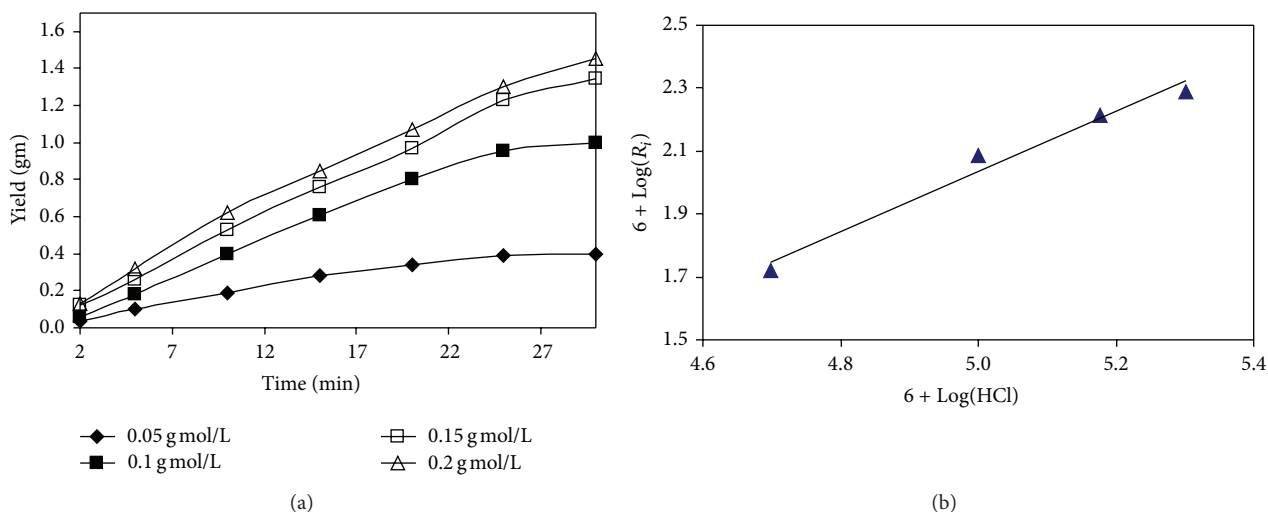 1.6
1.4
1.2
1.0
0.8
0.6
0.4
0.2
0.0
Yield (gm)
2 7 12 17 22 27
Time (min)
0.05 g mol/L
0.1 g mol/L
0.15 g mol/L
0.2 g mol/L
(a)
2.5
2.3
2.1
1.9
1.7
1.5
6 + Log(R_i)
4.6 4.8 5.0 5.2 5.4
6 + Log(HCl)
(b)